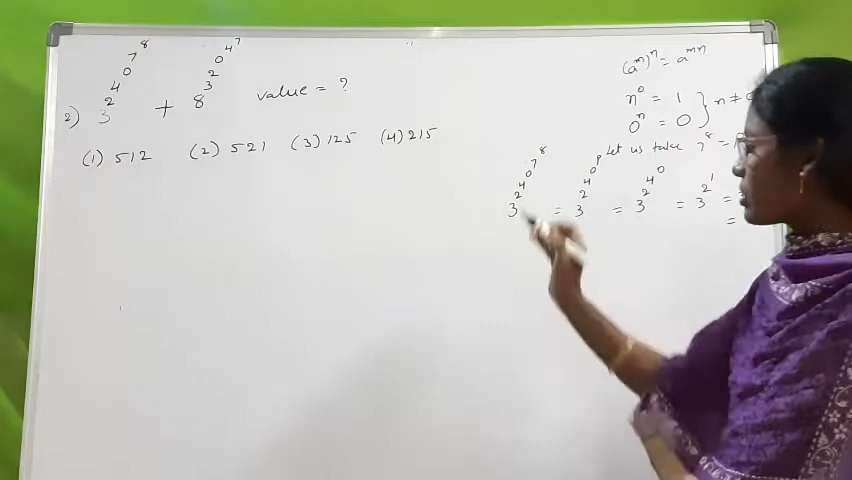 2) 3^2^4^0^7^8 + 8^3^2^0^4^7 value = ?
(1) 512 (2) 521 (3) 125 (4) 215
(a^m)^n = a^mn
n^0 = 1 } n ≠
0^n = 0
Let us take 7^8 =
3^2^4^0^7^8 = 3^2^4^0^p = 3^2^4^0 = 3^2^1 =
=